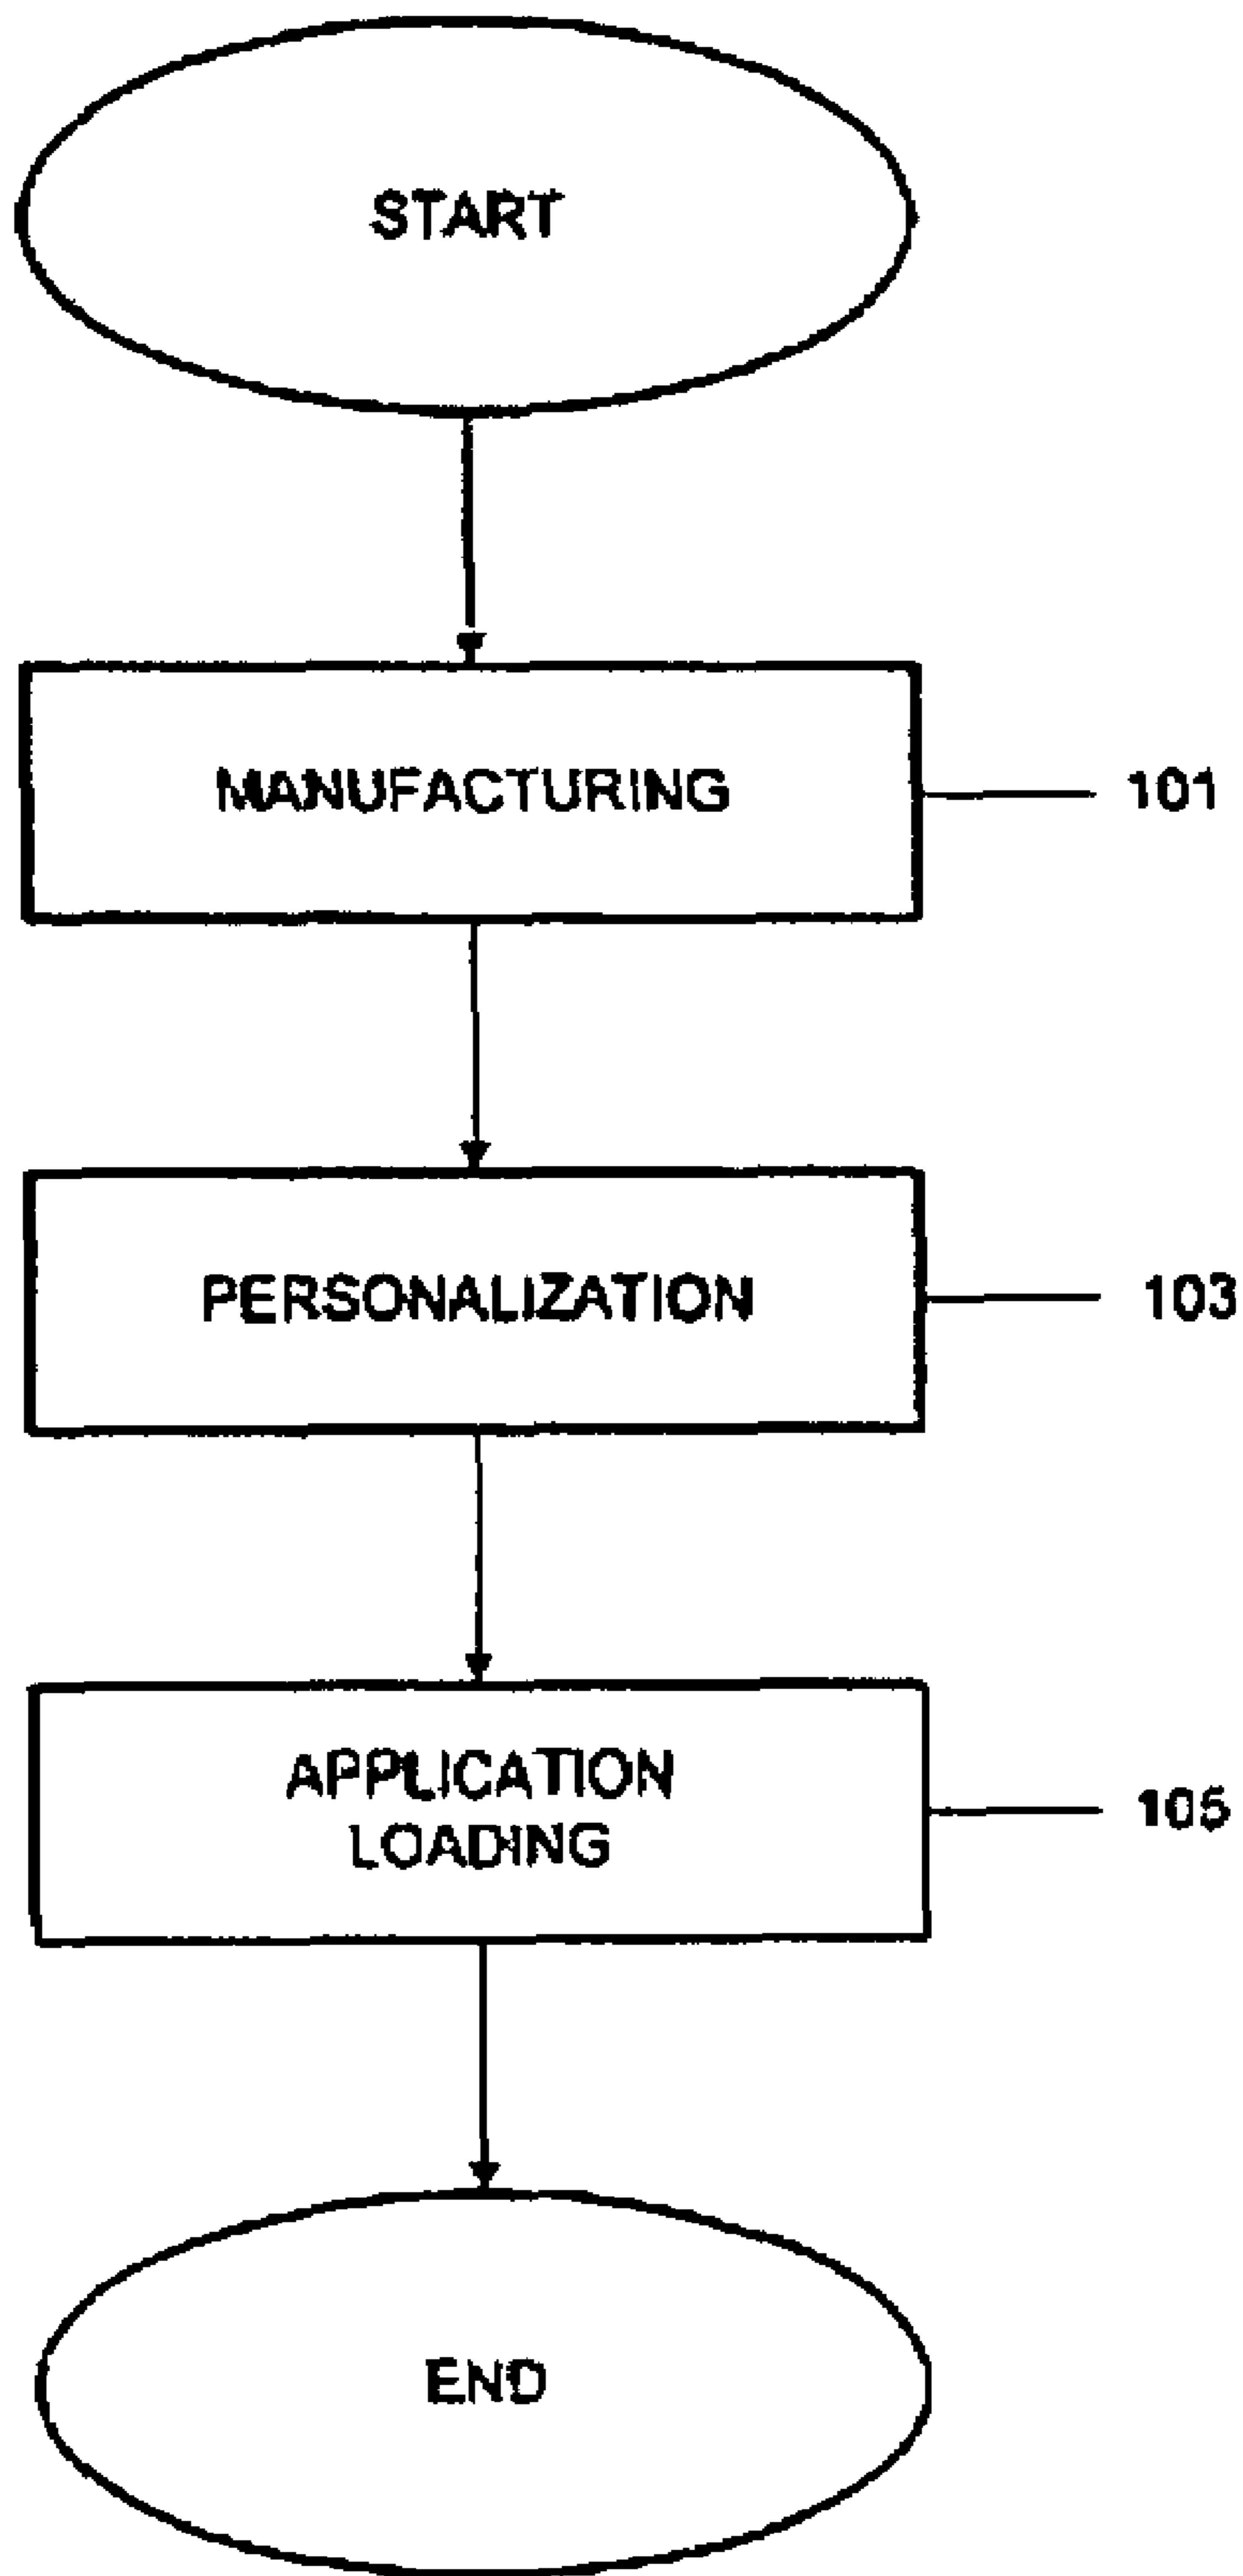 START
MANUFACTURING
101
PERSONALIZATION
103
APPLICATION
LOADING
105
END